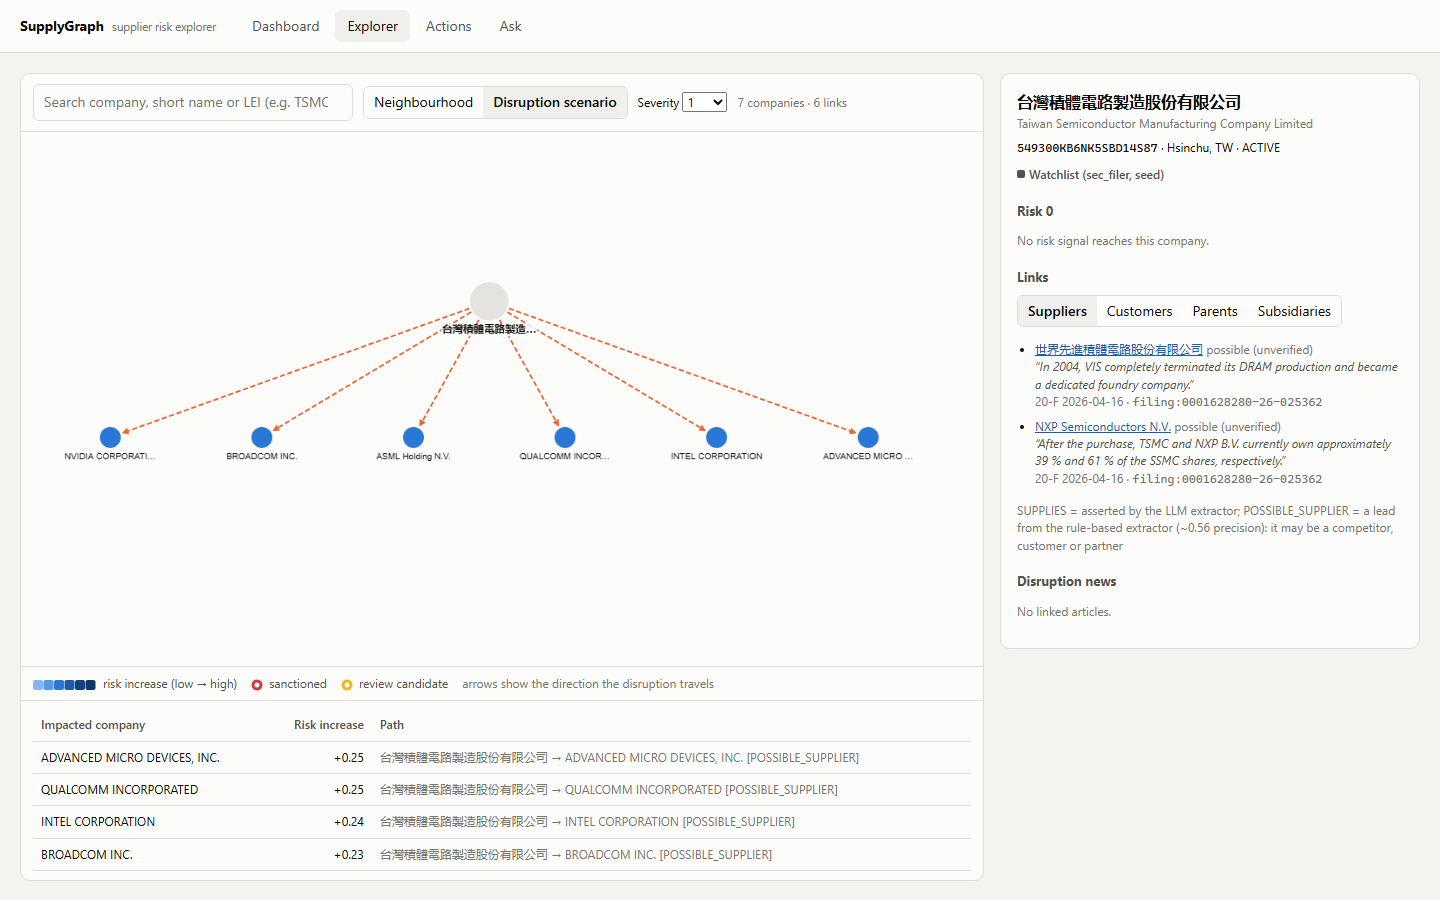 SupplyGraph supplier risk explorer Dashboard Explorer Actions Ask
Search company, short name or LEI (e.g. TSMC
Neighbourhood Disruption scenario Severity 1 7 companies · 6 links
台灣積體電路製造...
NVIDIA CORPORATI... BROADCOM INC. ASML Holding N.V. QUALCOMM INCOR... INTEL CORPORATION ADVANCED MICRO ...
risk increase (low → high) sanctioned review candidate arrows show the direction the disruption travels
Impacted company Risk increase Path
ADVANCED MICRO DEVICES, INC. +0.25 台灣積體電路製造股份有限公司 → ADVANCED MICRO DEVICES, INC. [POSSIBLE_SUPPLIER]
QUALCOMM INCORPORATED +0.25 台灣積體電路製造股份有限公司 → QUALCOMM INCORPORATED [POSSIBLE_SUPPLIER]
INTEL CORPORATION +0.24 台灣積體電路製造股份有限公司 → INTEL CORPORATION [POSSIBLE_SUPPLIER]
BROADCOM INC. +0.23 台灣積體電路製造股份有限公司 → BROADCOM INC. [POSSIBLE_SUPPLIER]
台灣積體電路製造股份有限公司
Taiwan Semiconductor Manufacturing Company Limited
549300KB6NK5SBD14S87 · Hsinchu, TW · ACTIVE
Watchlist (sec_filer, seed)
Risk 0
No risk signal reaches this company.
Links
Suppliers Customers Parents Subsidiaries
世界先進積體電路股份有限公司 possible (unverified)
“In 2004, VIS completely terminated its DRAM production and became
a dedicated foundry company.”
20-F 2026-04-16 · filing:0001628280-26-025362
NXP Semiconductors N.V. possible (unverified)
“After the purchase, TSMC and NXP B.V. currently own approximately
39 % and 61 % of the SSMC shares, respectively.”
20-F 2026-04-16 · filing:0001628280-26-025362
SUPPLIES = asserted by the LLM extractor; POSSIBLE_SUPPLIER = a lead
from the rule-based extractor (~0.56 precision): it may be a competitor,
customer or partner
Disruption news
No linked articles.